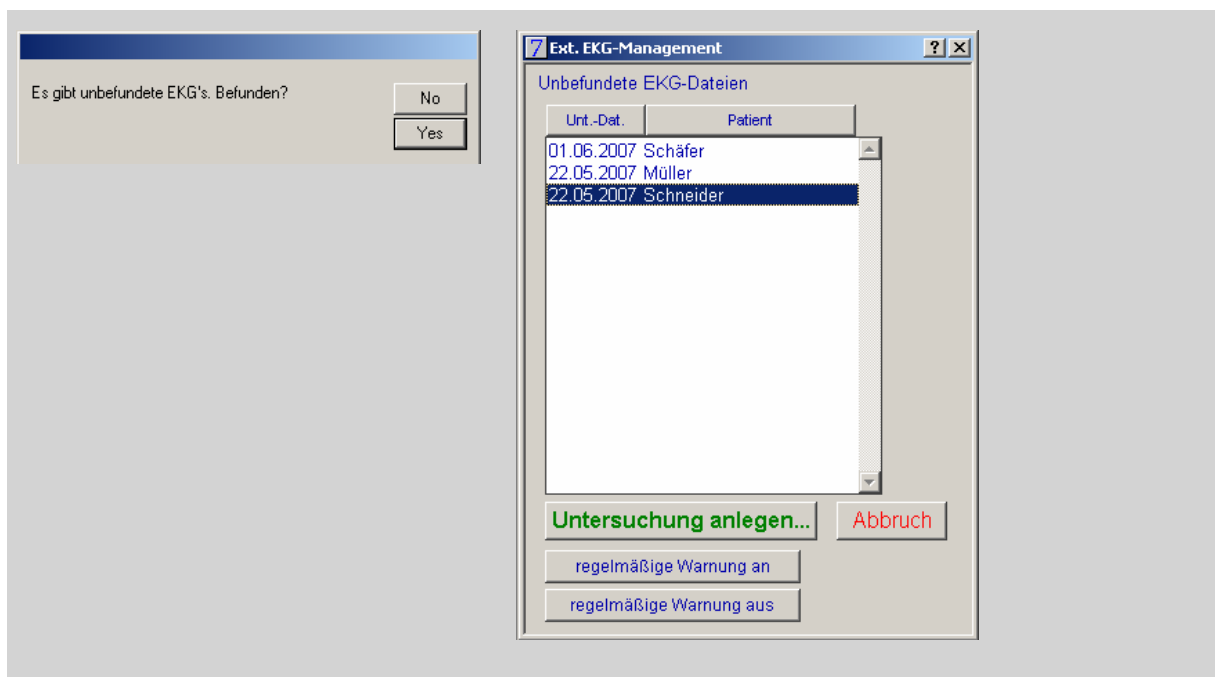 Es gibt unbefundete EKG's. Befunden?
No
Yes
7 Ext. EKG-Management
Unbefundete EKG-Dateien
Unt.-Dat. Patient
01.06.2007 Schäfer
22.05.2007 Müller
22.05.2007 Schneider
Untersuchung anlegen... Abbruch
regelmäßige Warnung an
regelmäßige Warnung aus